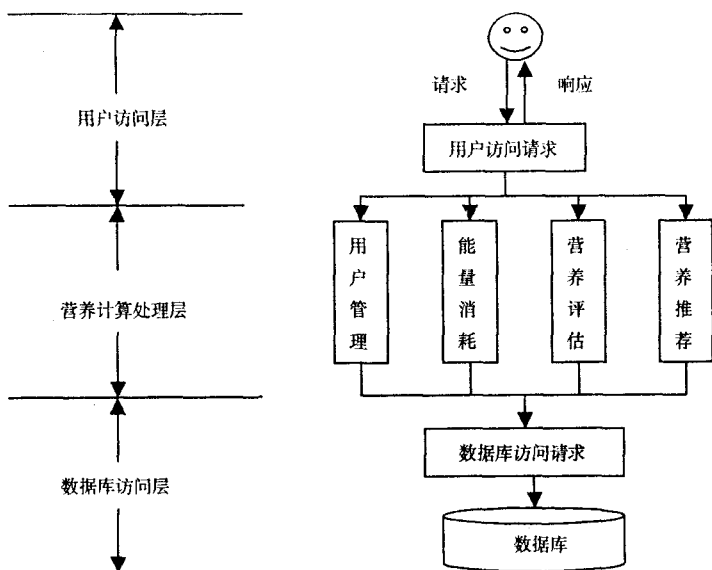 请求
响应
用户访问层
用户访问请求
用户管理
能量消耗
营养评估
营养推荐
营养计算处理层
数据库访问请求
数据库访问层
数据库